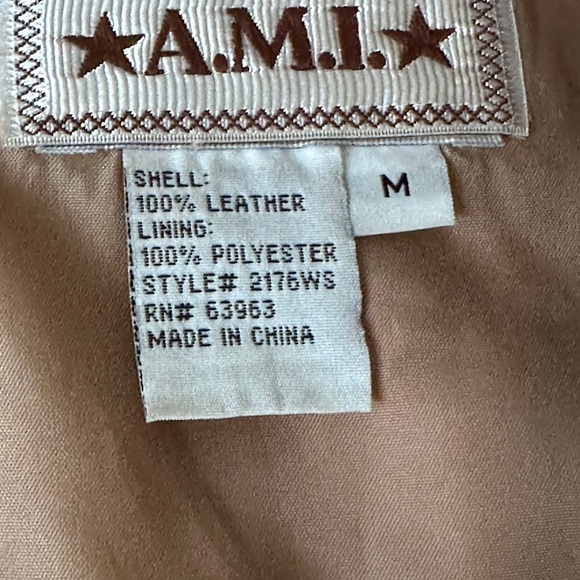 ★A.M.I.★
M
SHELL:
100% LEATHER
LINING:
100% POLYESTER
STYLE# 2176WS
RN# 63963
MADE IN CHINA